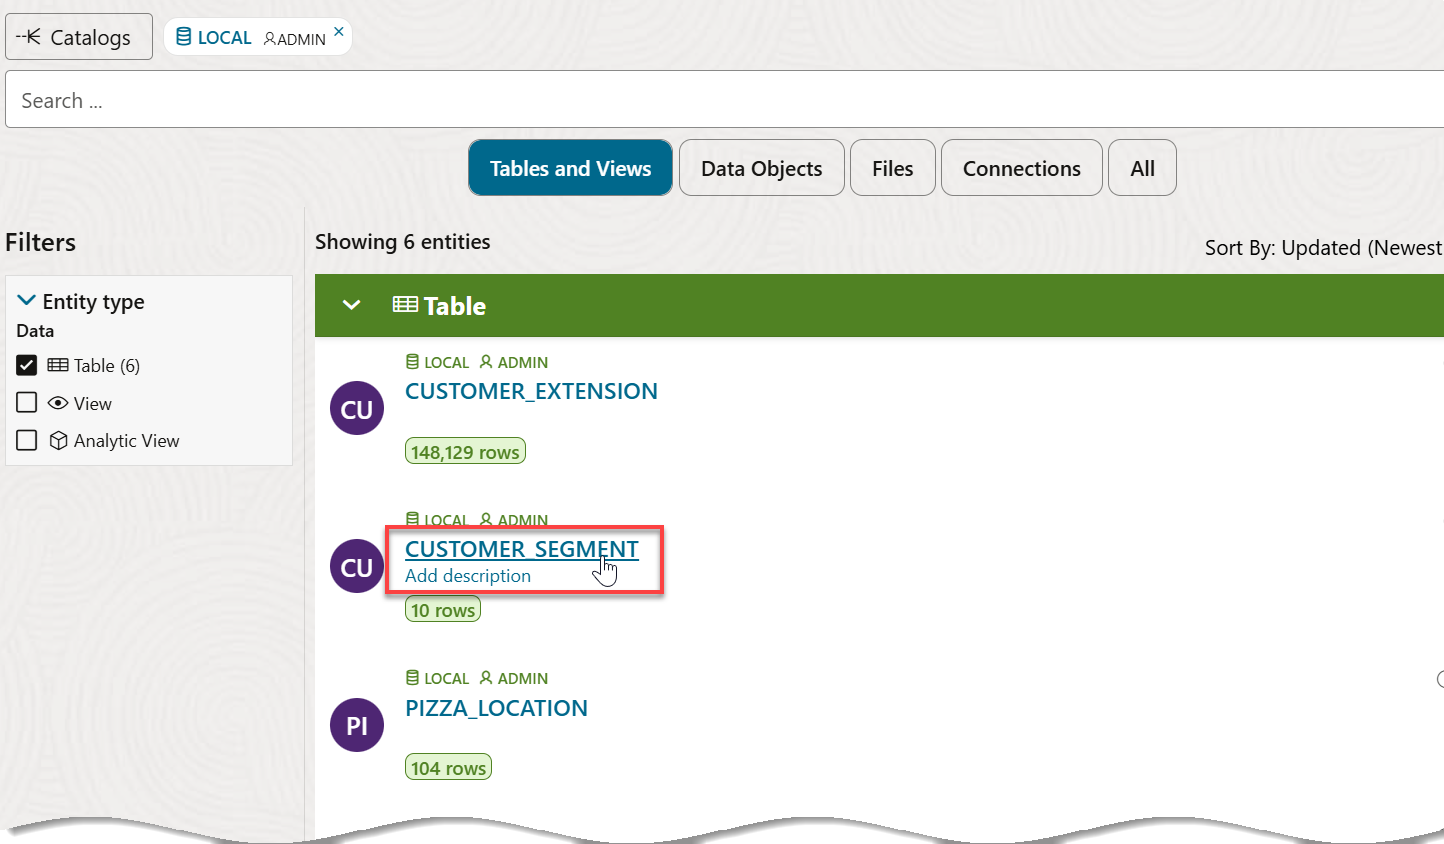 Catalogs
LOCAL ADMIN ×
Search ...
Tables and Views
Data Objects
Files
Connections
All
Filters
Showing 6 entities
Sort By: Updated (Newest
Entity type
Data
Table (6)
View
Analytic View
Table
LOCAL ADMIN
CU
CUSTOMER_EXTENSION
148,129 rows
LOCAL ADMIN
CU
CUSTOMER_SEGMENT
Add description
10 rows
LOCAL ADMIN
PI
PIZZA_LOCATION
104 rows